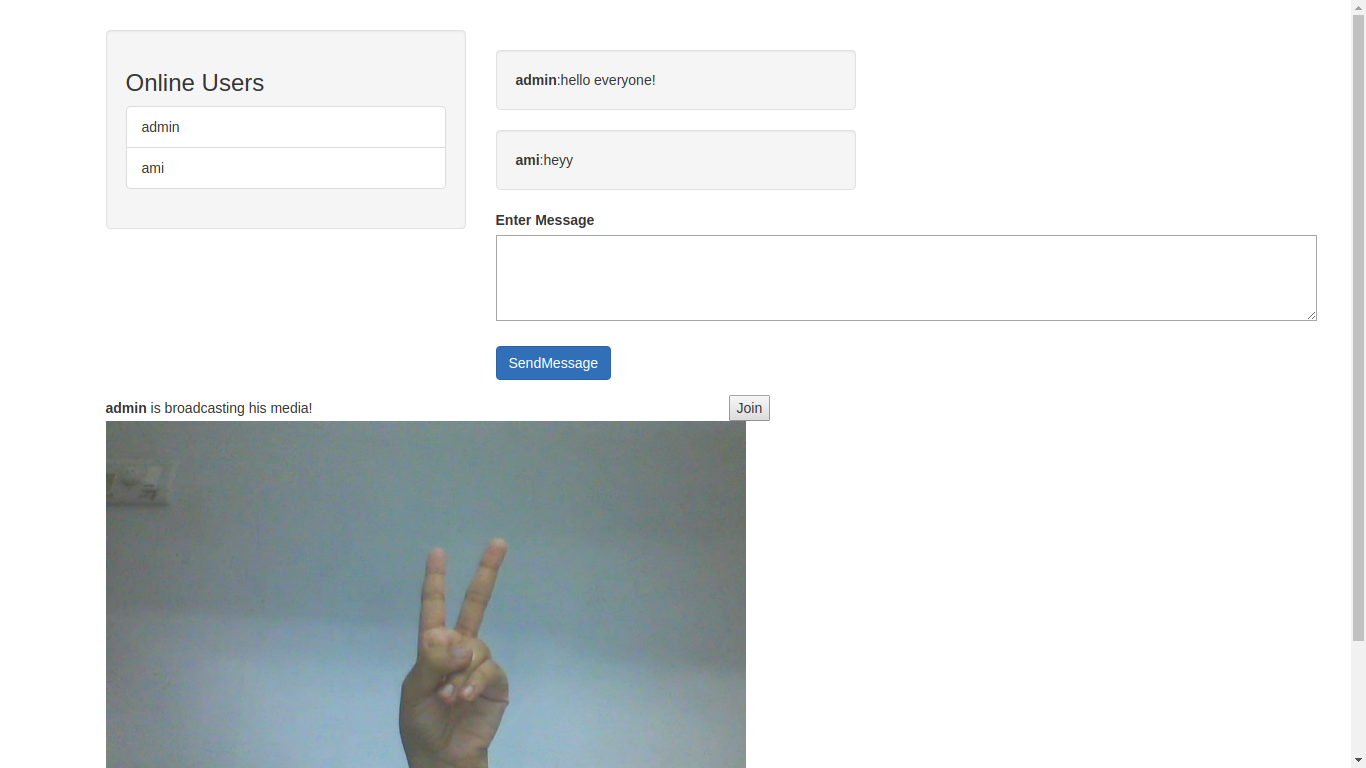 Online Users
admin
ami
admin:hello everyone!
ami:heyy
Enter Message
SendMessage
admin is broadcasting his media!
Join